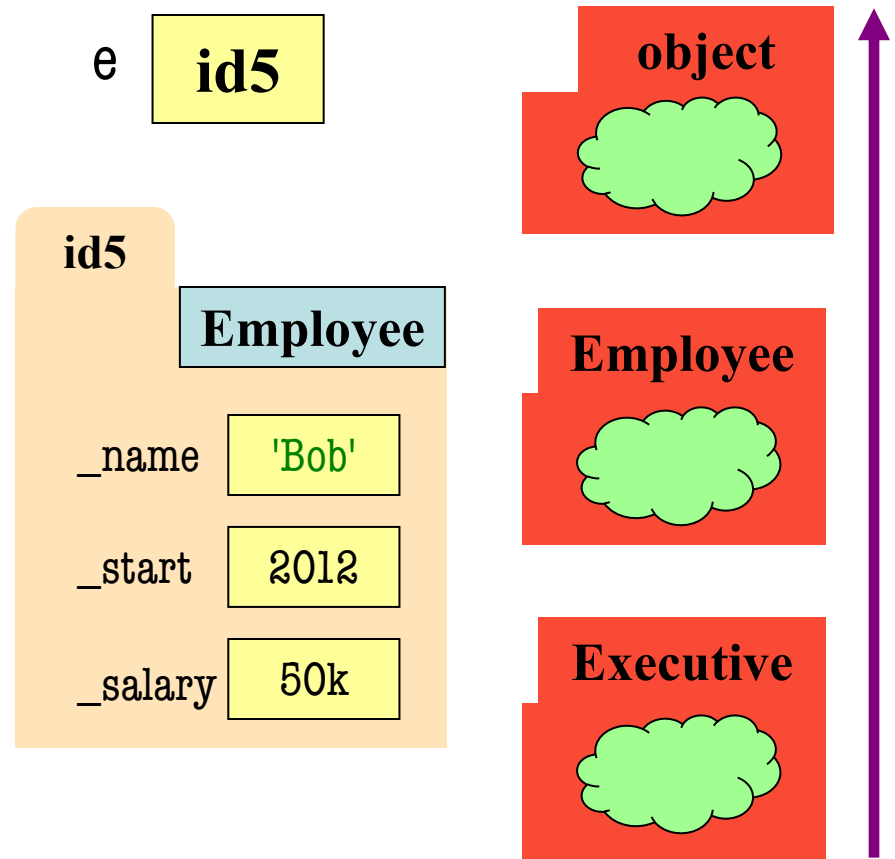 e
id5
id5
Employee
_name
'Bob'
_start
2012
_salary
50k
object
Employee
Executive